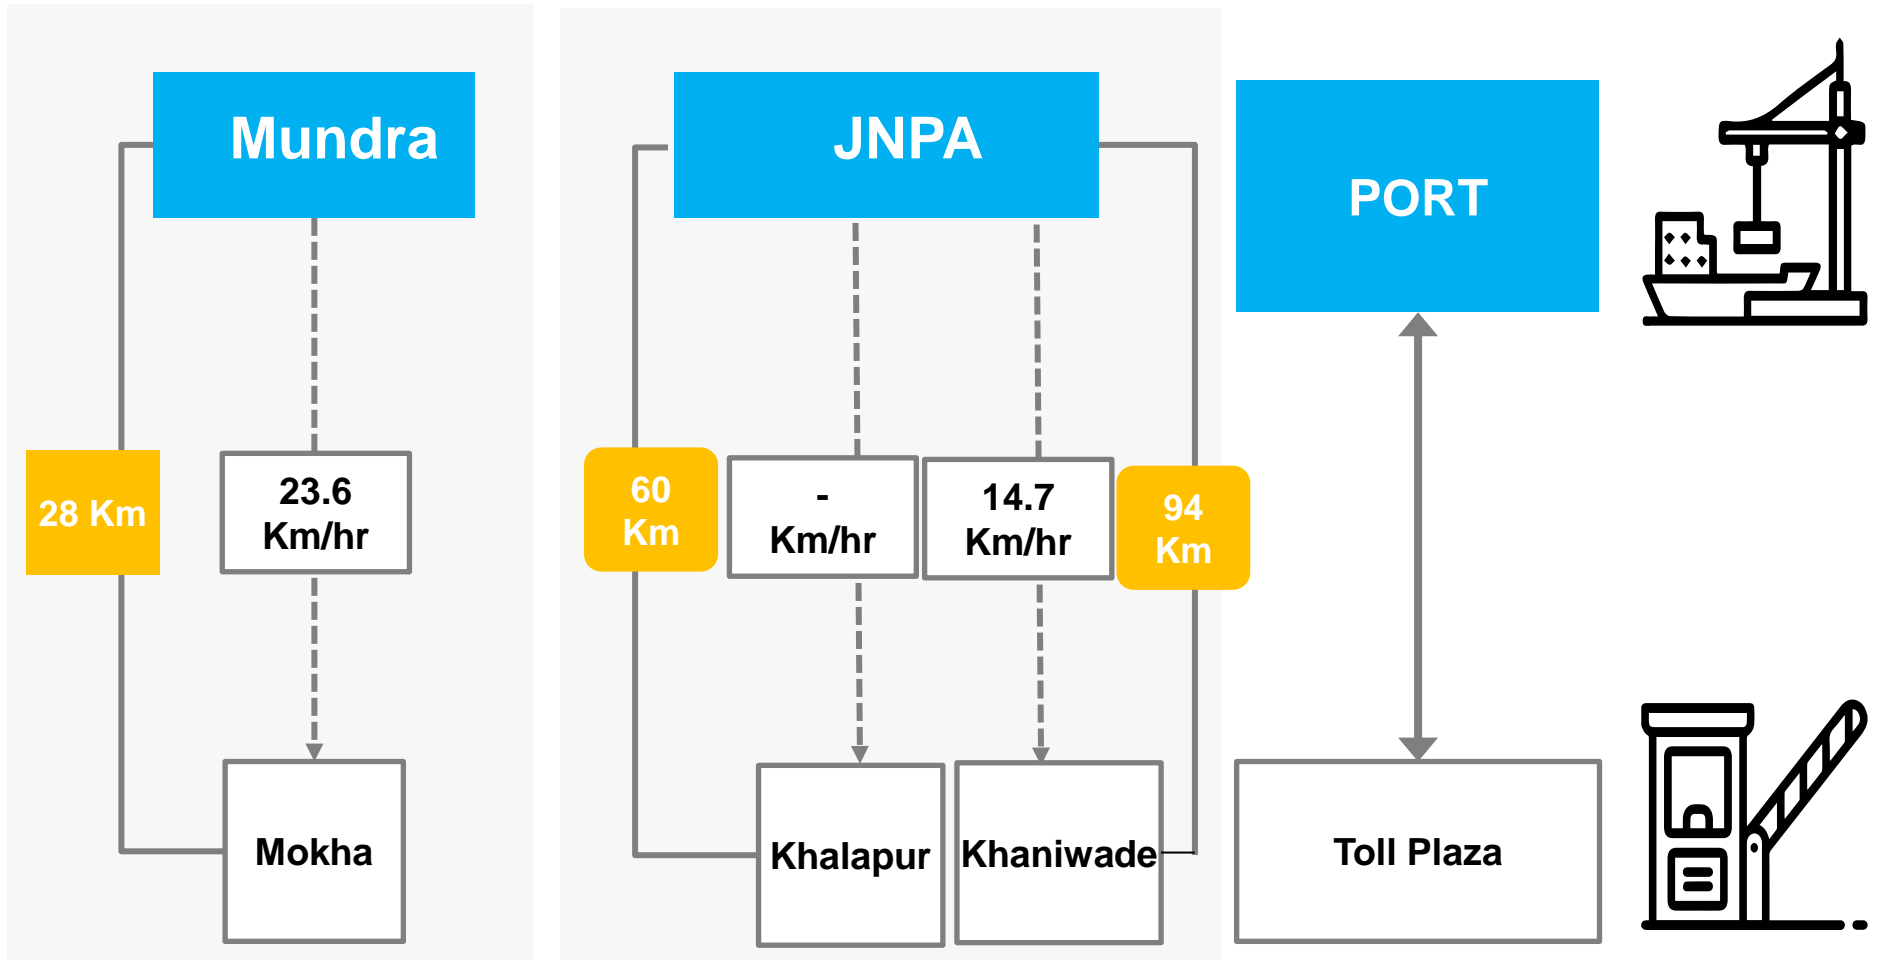 Mundra
28 Km
23.6
Km/hr
Mokha
JNPA
60
Km
-
Km/hr
14.7
Km/hr
94
Km
Khalapur
Khaniwade
PORT
Toll Plaza